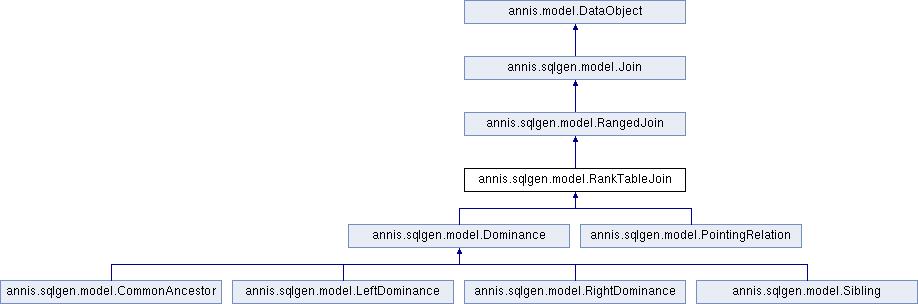 annis.model.DataObject
annis.sqlgen.model.Join
annis.sqlgen.model.RangedJoin
annis.sqlgen.model.RankTableJoin
annis.sqlgen.model.Dominance
annis.sqlgen.model.PointingRelation
annis.sqlgen.model.CommonAncestor
annis.sqlgen.model.LeftDominance
annis.sqlgen.model.RightDominance
annis.sqlgen.model.Sibling